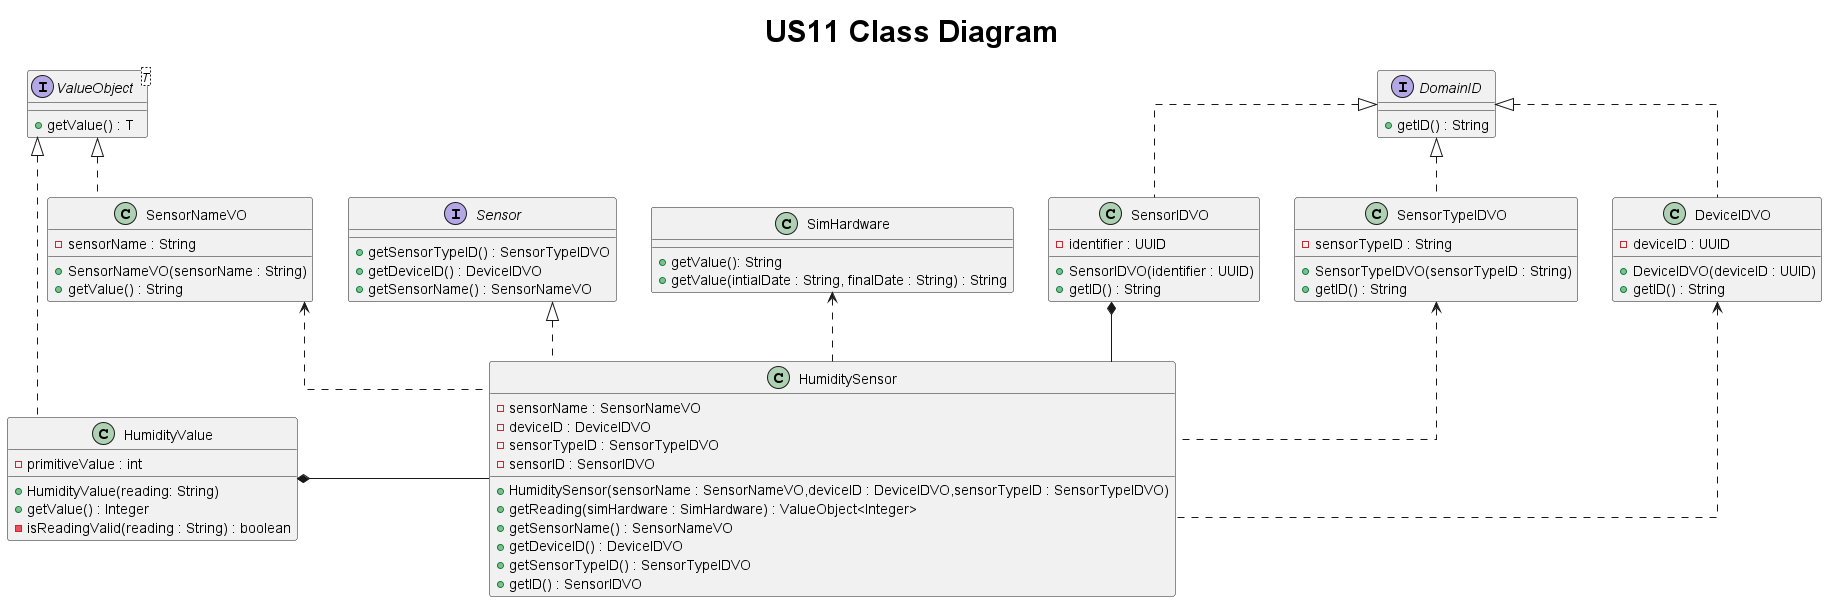 US11 Class Diagram
I ValueObject T
getValue() : T
I DomainID
getID() : String
C SensorNameVO
sensorName : String
SensorNameVO(sensorName : String)
getValue() : String
I Sensor
getSensorTypeID() : SensorTypeIDVO
getDeviceID() : DeviceIDVO
getSensorName() : SensorNameVO
C SimHardware
getValue(): String
getValue(intialDate : String, finalDate : String) : String
C SensorIDVO
identifier : UUID
SensorIDVO(identifier : UUID)
getID() : String
C SensorTypeIDVO
sensorTypeID : String
SensorTypeIDVO(sensorTypeID : String)
getID() : String
C DeviceIDVO
deviceID : UUID
DeviceIDVO(deviceID : UUID)
getID() : String
C HumidityValue
primitiveValue : int
HumidityValue(reading: String)
getValue() : Integer
isReadingValid(reading : String) : boolean
C HumiditySensor
sensorName : SensorNameVO
deviceID : DeviceIDVO
sensorTypeID : SensorTypeIDVO
sensorID : SensorIDVO
HumiditySensor(sensorName : SensorNameVO,deviceID : DeviceIDVO,sensorTypeID : SensorTypeIDVO)
getReading(simHardware : SimHardware) : ValueObject<Integer>
getSensorName() : SensorNameVO
getDeviceID() : DeviceIDVO
getSensorTypeID() : SensorTypeIDVO
getID() : SensorIDVO